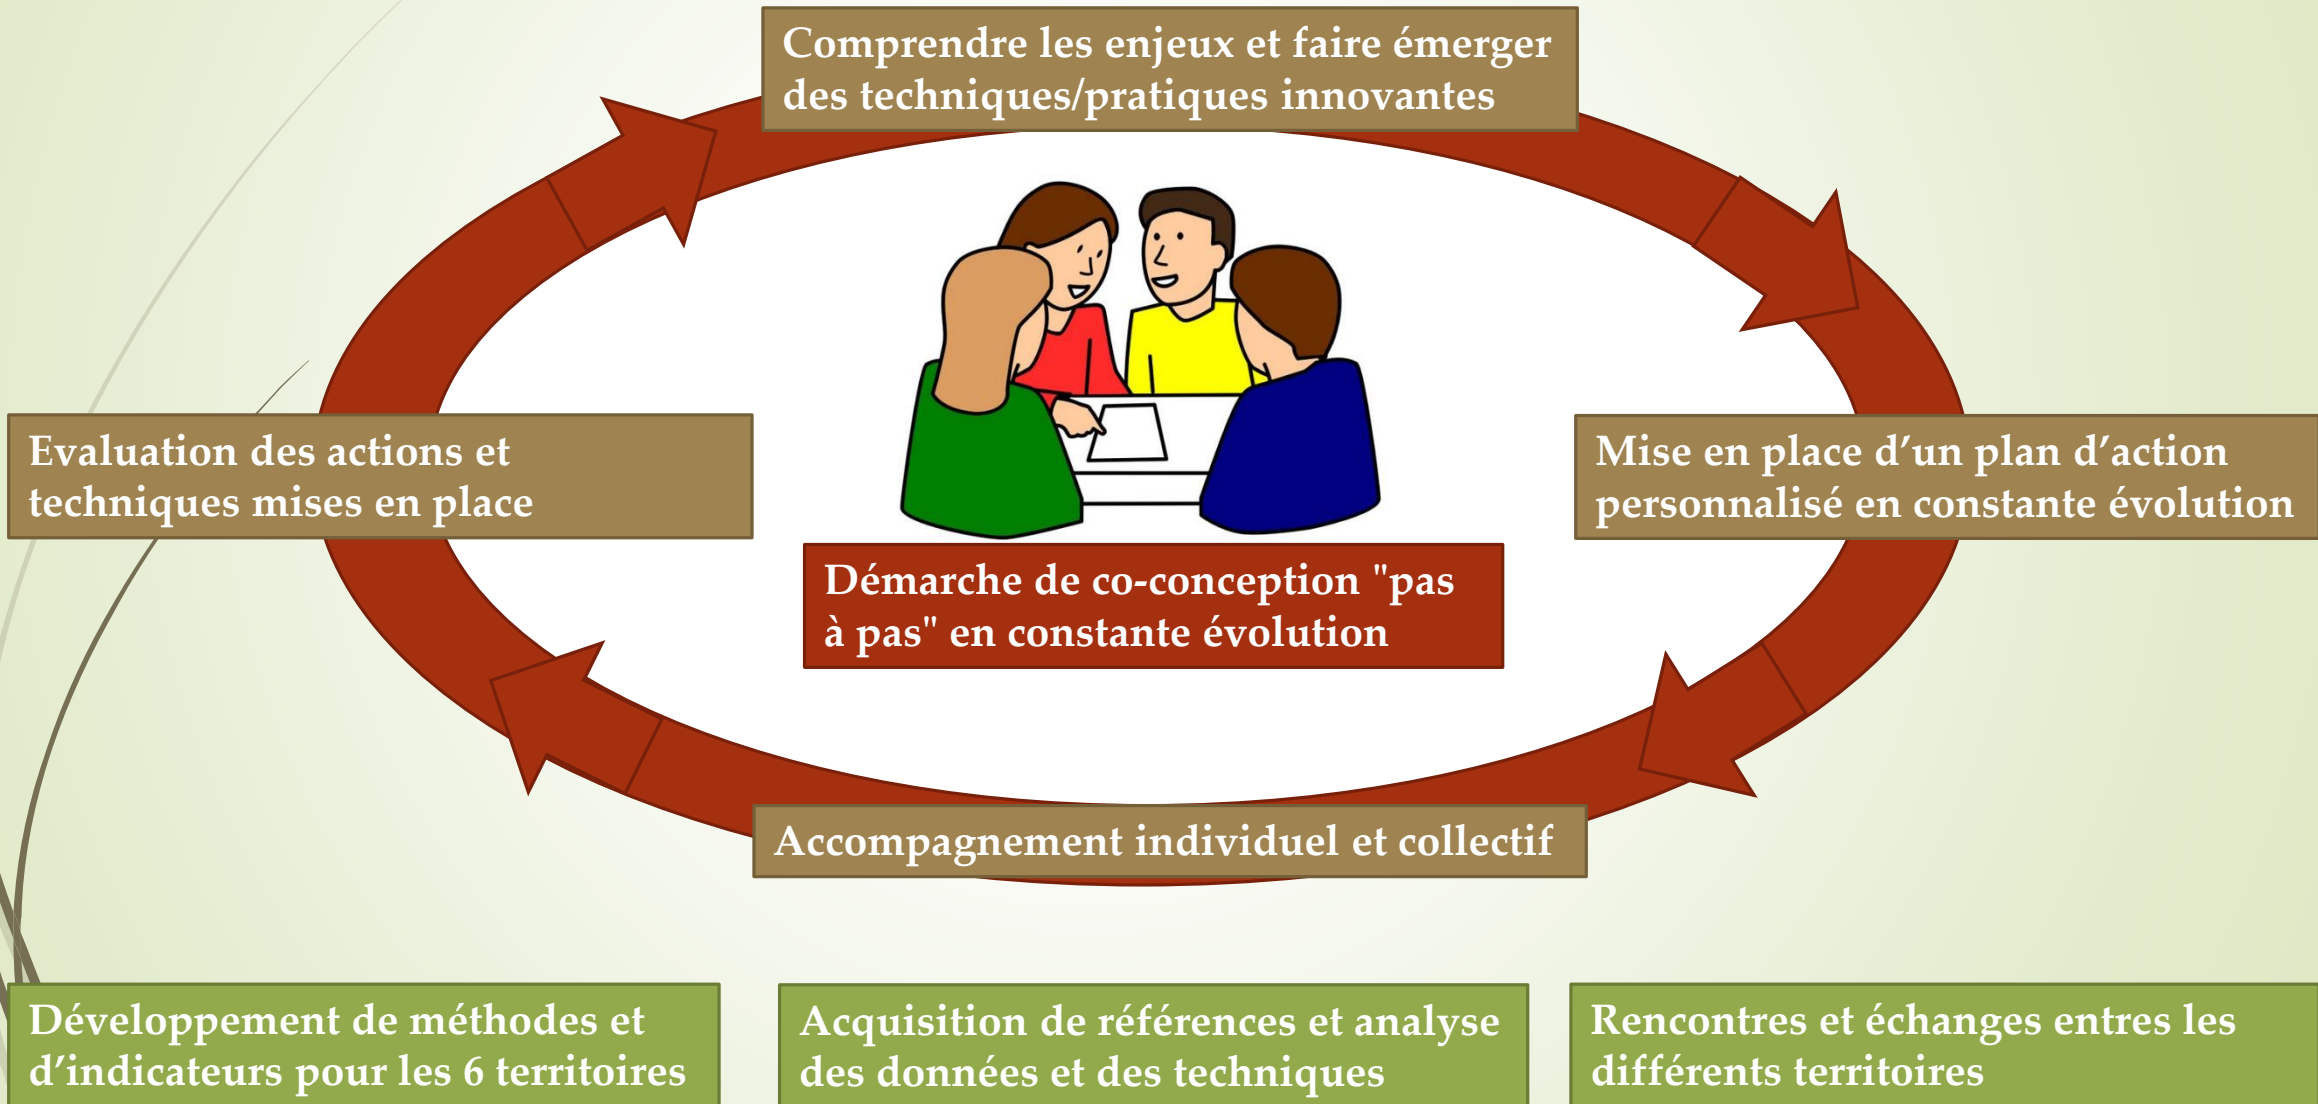 Comprendre les enjeux et faire émerger
des techniques/pratiques innovantes
Evaluation des actions et
techniques mises en place
Mise en place d’un plan d’action
personnalisé en constante évolution
Démarche de co-conception "pas
à pas" en constante évolution
Accompagnement individuel et collectif
Développement de méthodes et
d’indicateurs pour les 6 territoires
Acquisition de références et analyse
des données et des techniques
Rencontres et échanges entres les
différents territoires